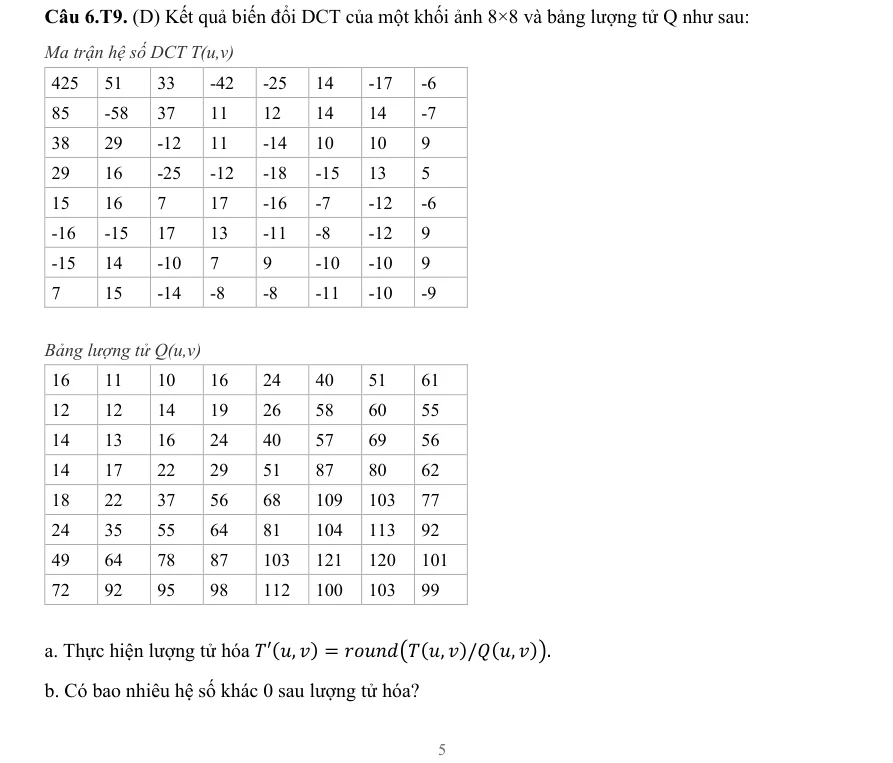 Câu 6.T9. (D) Kết quả biến đổi DCT của một khối ảnh 8×8 và bảng lượng tử Q như sau:
Ma trận hệ số DCT T(u,v)
425 51 33 -42 -25 14 -17 -6
85 -58 37 11 12 14 14 -7
38 29 -12 11 -14 10 10 9
29 16 -25 -12 -18 -15 13 5
15 16 7 17 -16 -7 -12 -6
-16 -15 17 13 -11 -8 -12 9
-15 14 -10 7 9 -10 -10 9
7 15 -14 -8 -8 -11 -10 -9
Bảng lượng tử Q(u,v)
16 11 10 16 24 40 51 61
12 12 14 19 26 58 60 55
14 13 16 24 40 57 69 56
14 17 22 29 51 87 80 62
18 22 37 56 68 109 103 77
24 35 55 64 81 104 113 92
49 64 78 87 103 121 120 101
72 92 95 98 112 100 103 99
a. Thực hiện lượng tử hóa T′(u, v) = round(T(u, v)/Q(u, v)).
b. Có bao nhiêu hệ số khác 0 sau lượng tử hóa?
5